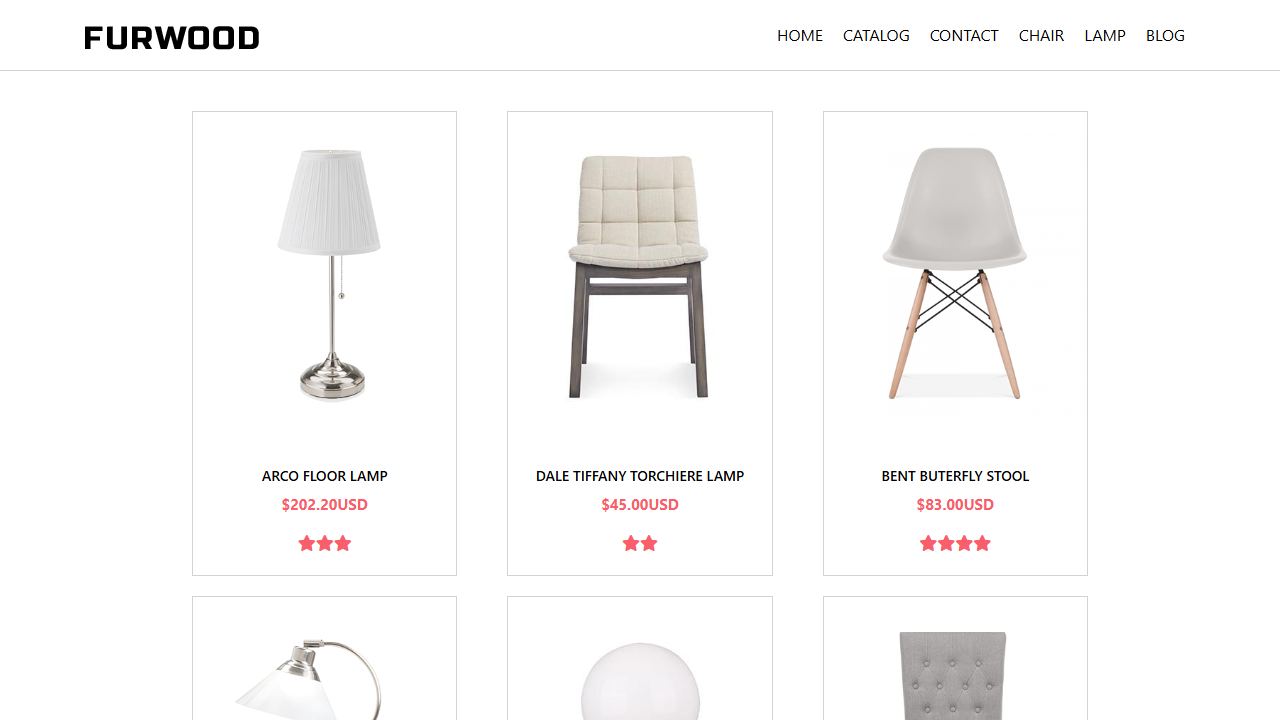 FURWOOD
HOME CATALOG CONTACT CHAIR LAMP BLOG
ARCO FLOOR LAMP
$202.20USD
DALE TIFFANY TORCHIERE LAMP
$45.00USD
BENT BUTERFLY STOOL
$83.00USD